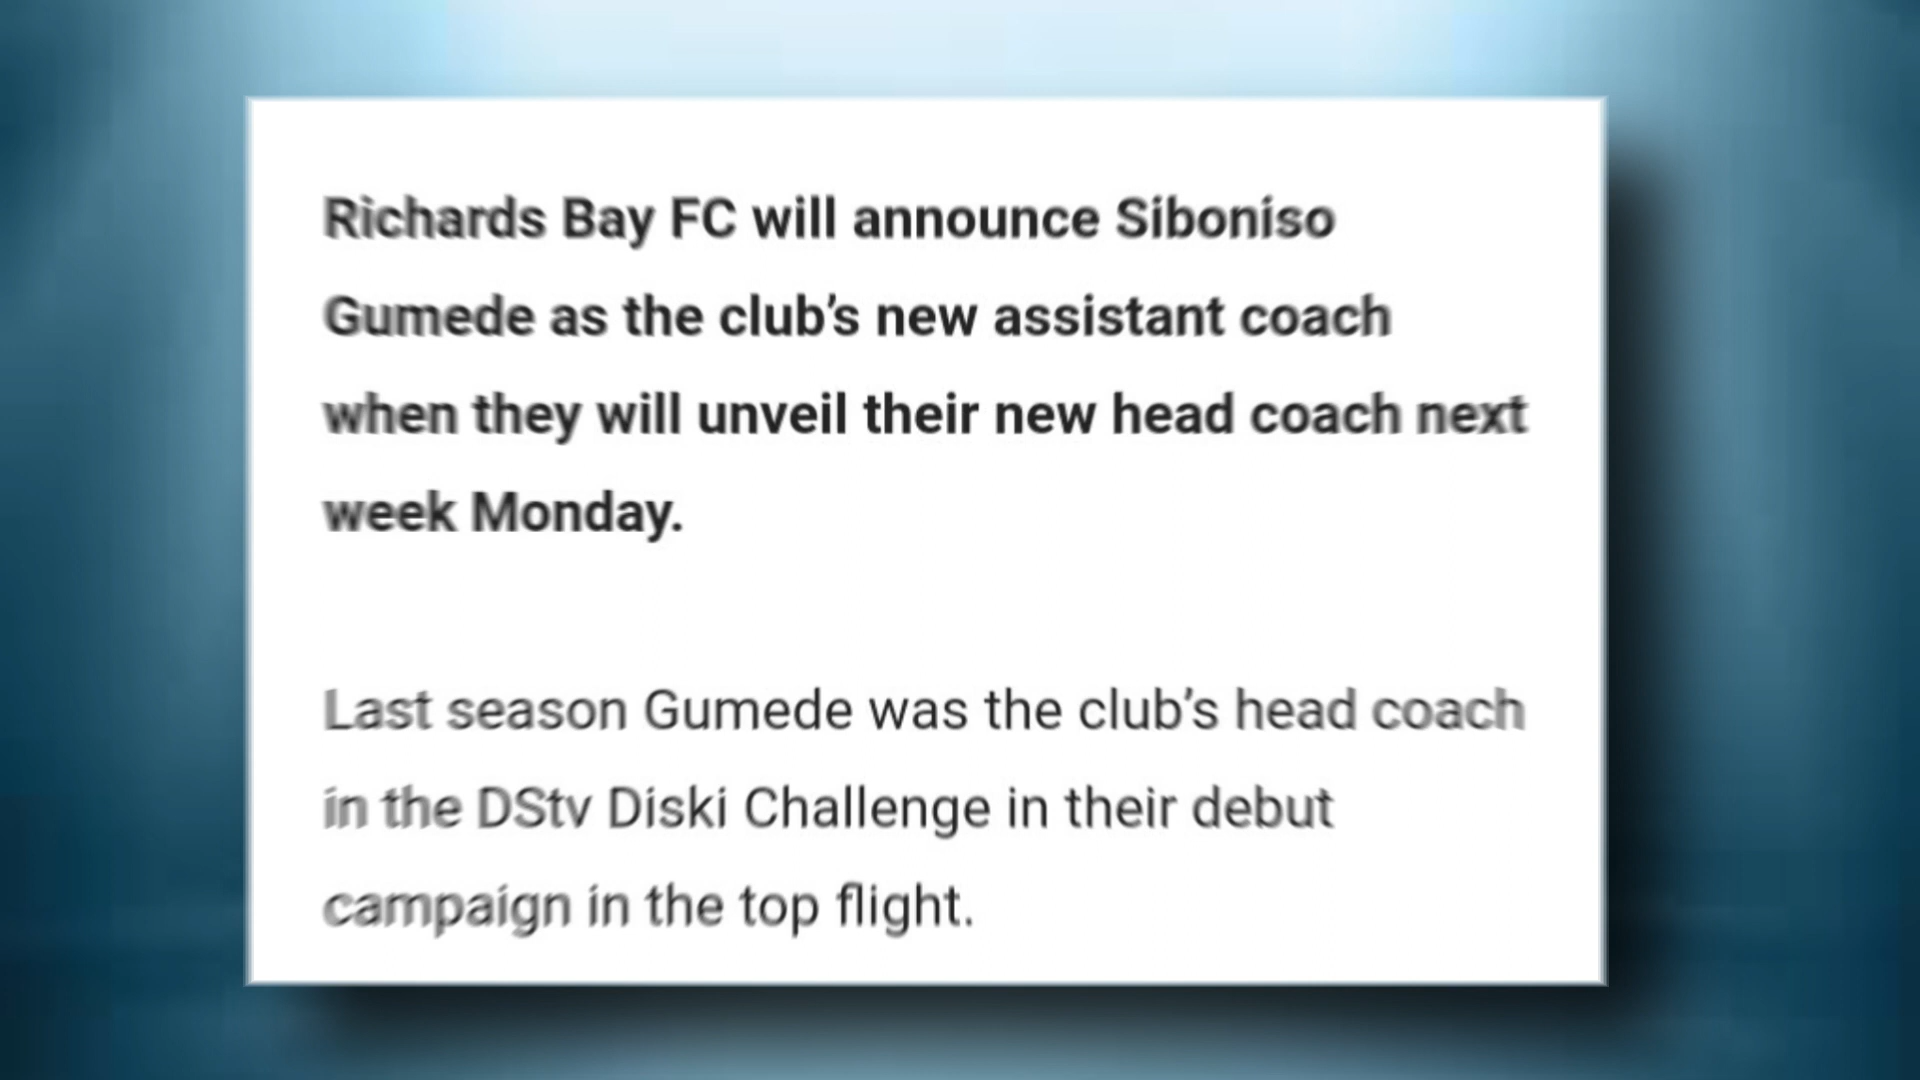 Richards Bay FC will announce Siboniso
Gumede as the club’s new assistant coach
when they will unveil their new head coach next
week Monday.
Last season Gumede was the club’s head coach
in the DStv Diski Challenge in their debut
campaign in the top flight.